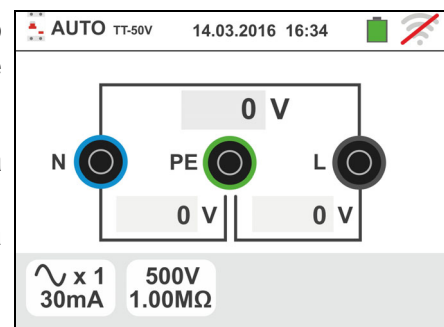 AUTO TT-50V 14.03.2016 16:34
0 V
N PE L
0 V 0 V
∿ x 1 500V
30mA 1.00MΩ